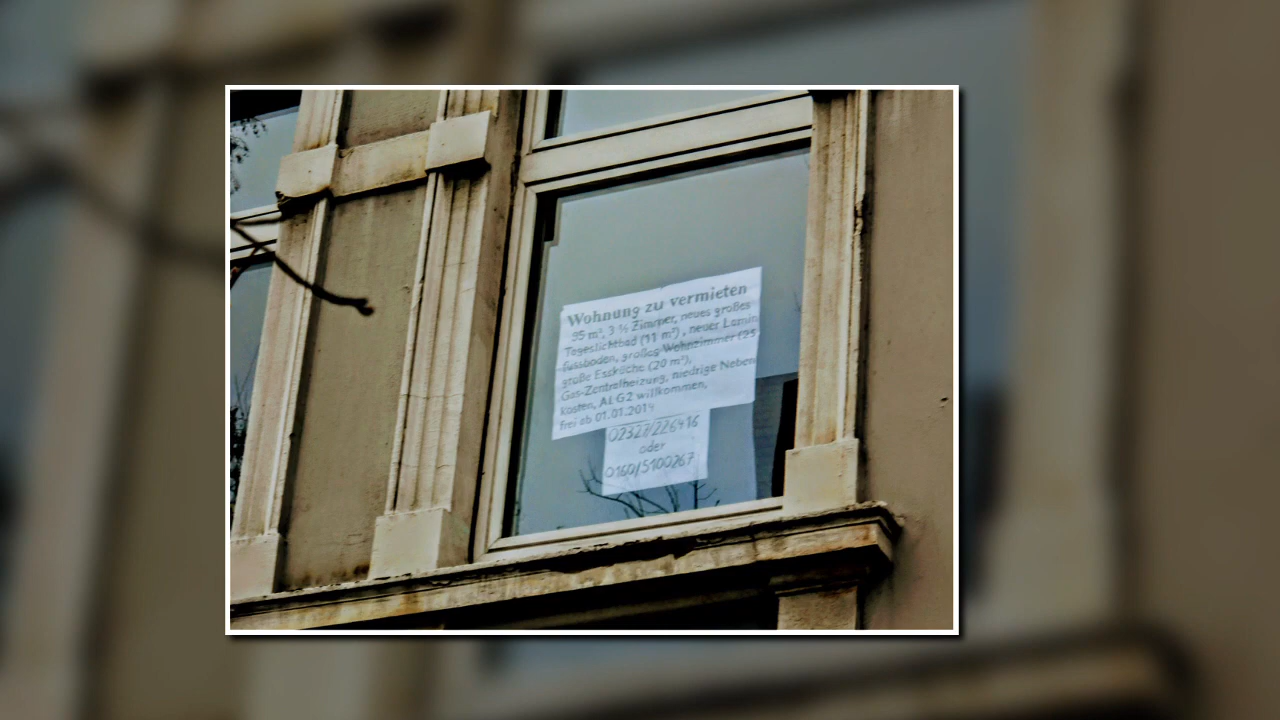 Wohnung zu vermieten
95 m², 3 ½ Zimmer, neues großes
Tageslichtbad (11 m²), neuer Lamin
fussboden, großes Wohnzimmer (25
große Essküche (20 m²),
Gas-Zentralheizung, niedrige Neben
kosten, ALG2 willkommen,
frei ab 01.01.2014
02327/226416
oder
0160/5100267